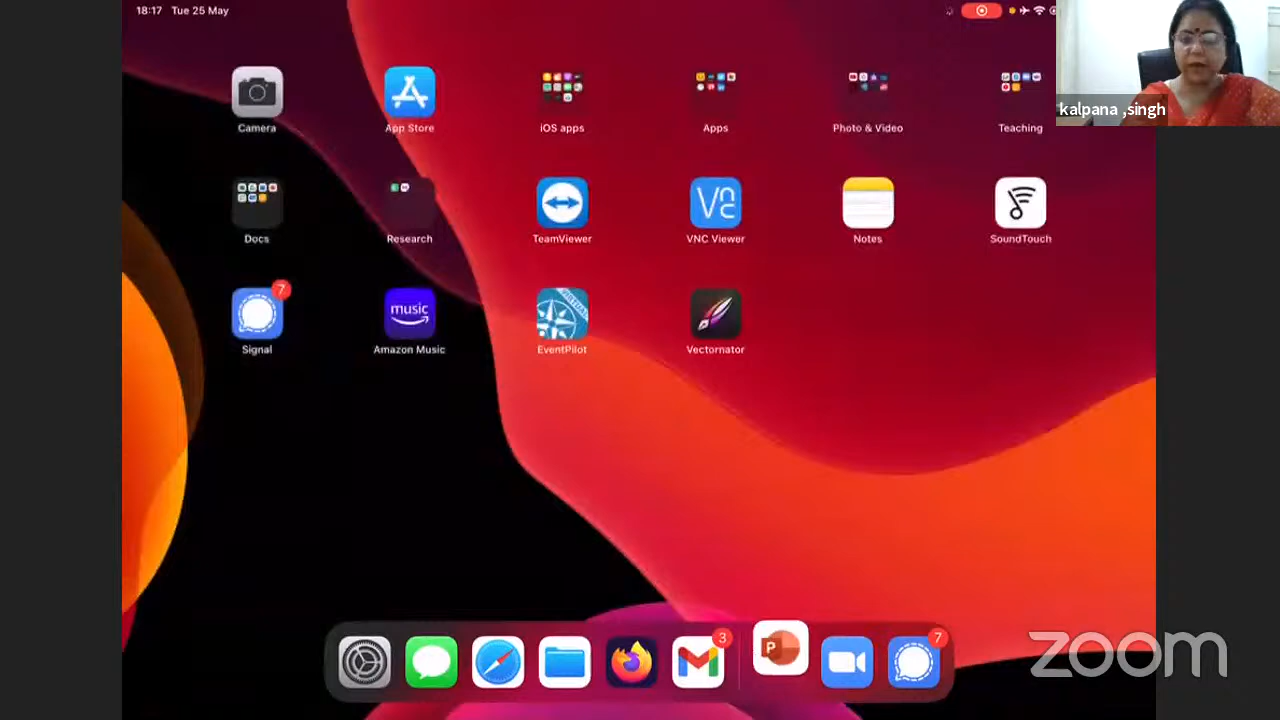 18:17 Tue 25 May
kalpana ,singh
Camera
App Store
iOS apps
Apps
Photo & Video
Teaching
Docs
Research
TeamViewer
VNC Viewer
Notes
SoundTouch
7
music
Signal
Amazon Music
EventPilot
Vectornator
3
P
7
zoom